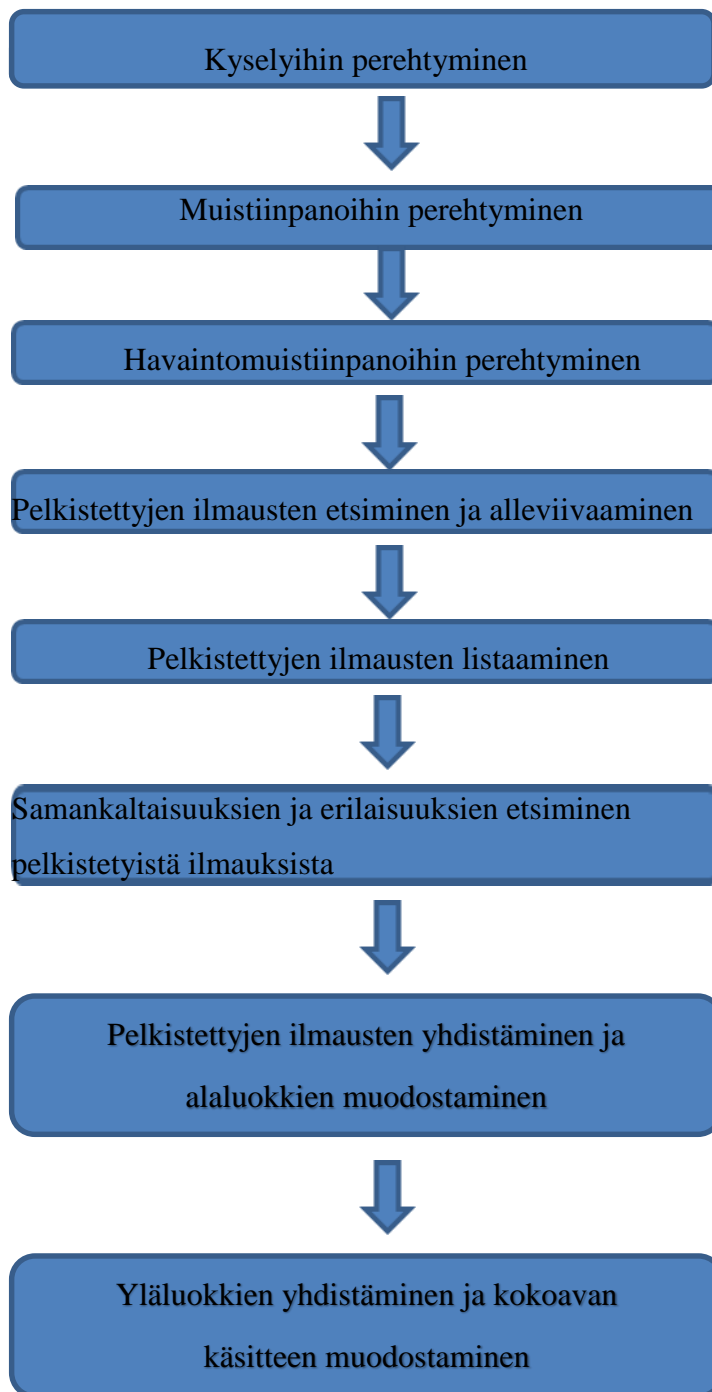 Kyselyihin perehtyminen
Muistiinpanoihin perehtyminen
Havaintomuistiinpanoihin perehtyminen
Pelkistettyjen ilmausten etsiminen ja alleviivaaminen
Pelkistettyjen ilmausten listaaminen
Samankaltaisuuksien ja erilaisuuksien etsiminen
pelkistetyistä ilmauksista
Pelkistettyjen ilmausten yhdistäminen ja
alaluokkien muodostaminen
Yläluokkien yhdistäminen ja kokoavan
käsitteen muodostaminen